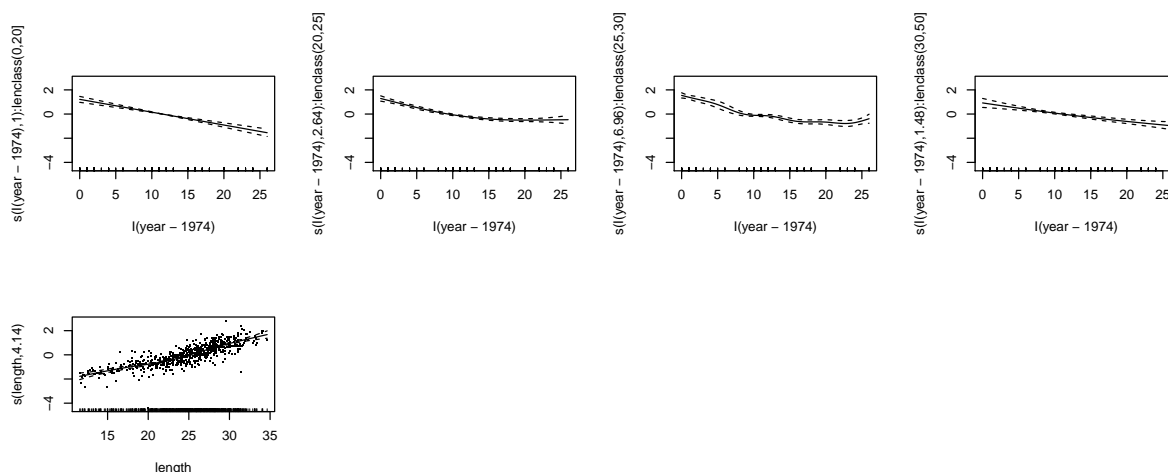 s(I(year − 1974),1):lenclass(0,20]
2
0
−4
0 5 10 15 20 25
I(year − 1974)
s(I(year − 1974),2.64):lenclass(20,25]
2
0
−4
0 5 10 15 20 25
I(year − 1974)
s(I(year − 1974),6.96):lenclass(25,30]
2
0
−4
0 5 10 15 20 25
I(year − 1974)
s(I(year − 1974),1.48):lenclass(30,50]
2
0
−4
0 5 10 15 20 25
I(year − 1974)
s(length,4.14)
2
0
−4
15 20 25 30 35
length